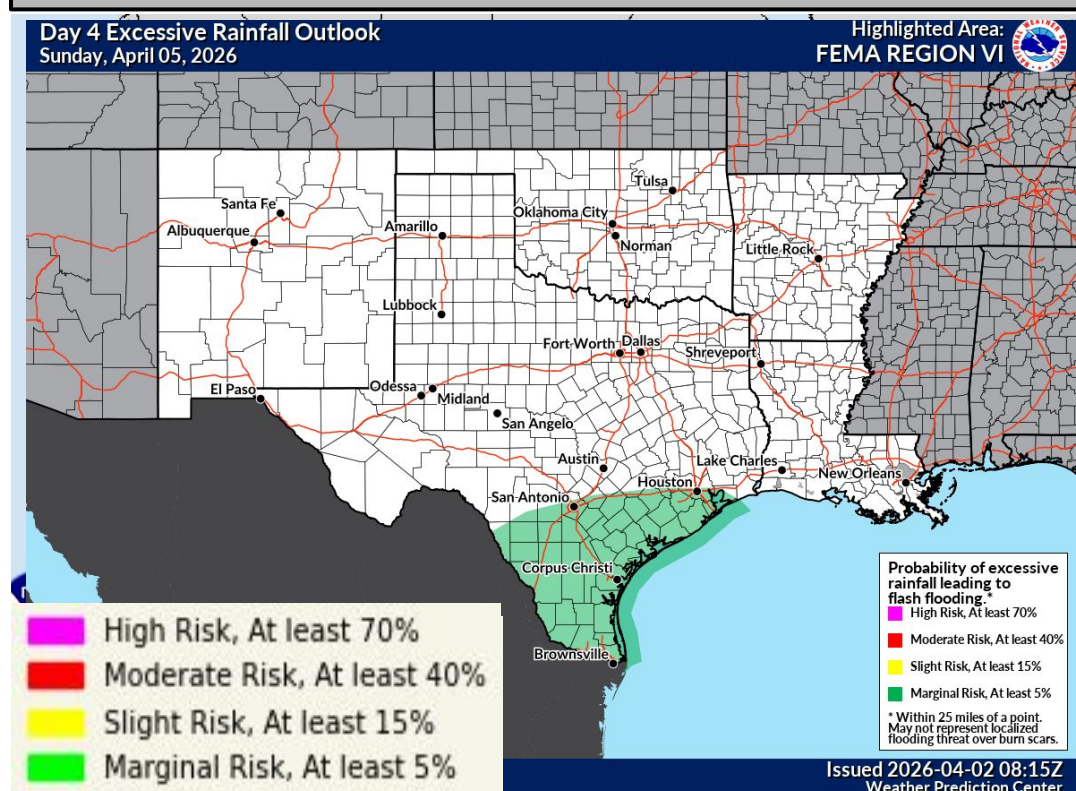 Day 4 Excessive Rainfall Outlook
Sunday, April 05, 2026
Highlighted Area:
FEMA REGION VI
Tulsa
Santa Fe
Oklahoma City
Albuquerque
Amarillo
Norman
Little Rock
Lubbock
Fort Worth
Dallas
Shreveport
El Paso
Odessa
Midland
San Angelo
Austin
Lake Charles
New Orleans
Houston
San Antonio
Corpus Christi
Brownsville
Probability of excessive
rainfall leading to
flash flooding.*
High Risk, At least 70%
Moderate Risk, At least 40%
Slight Risk, At least 15%
Marginal Risk, At least 5%
* Within 25 miles of a point.
May not represent localized
flooding threat over burn scars.
High Risk, At least 70%
Moderate Risk, At least 40%
Slight Risk, At least 15%
Marginal Risk, At least 5%
Issued 2026-04-02 08:15Z
Weather Prediction Center